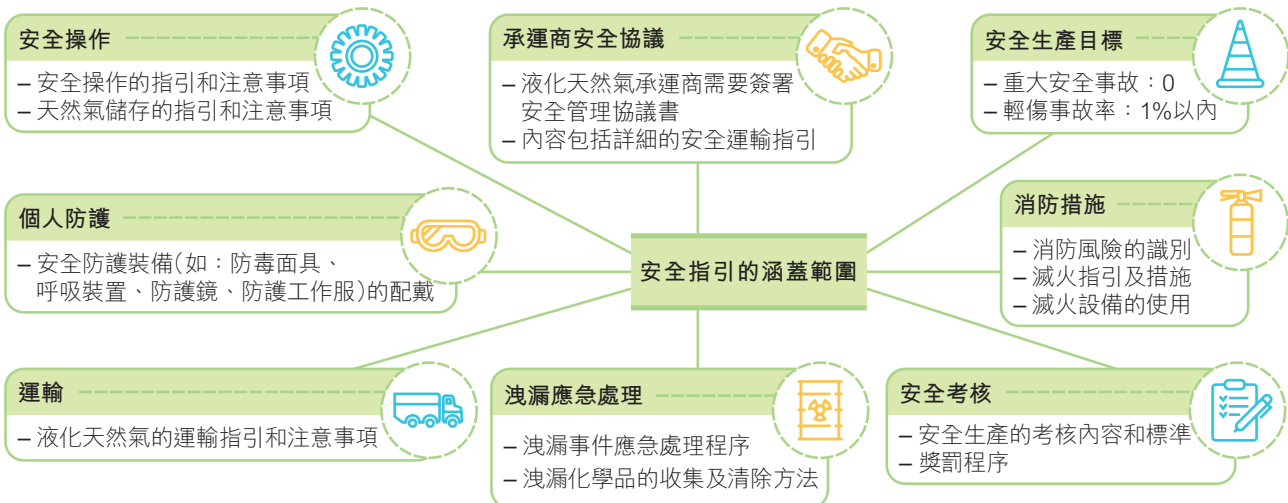 安全操作
– 安全操作的指引和注意事項
– 天然氣儲存的指引和注意事項
承運商安全協議
– 液化天然氣承運商需要簽署
安全管理協議書
– 內容包括詳細的安全運輸指引
安全生產目標
– 重大安全事故：0
– 輕傷事故率：1%以內
個人防護
– 安全防護裝備(如：防毒面具、
呼吸裝置、防護鏡、防護工作服)的配戴
安全指引的涵蓋範圍
消防措施
– 消防風險的識別
– 滅火指引及措施
– 滅火設備的使用
運輸
– 液化天然氣的運輸指引和注意事項
洩漏應急處理
– 洩漏事件應急處理程序
– 洩漏化學品的收集及清除方法
安全考核
– 安全生產的考核內容和標準
– 獎罰程序